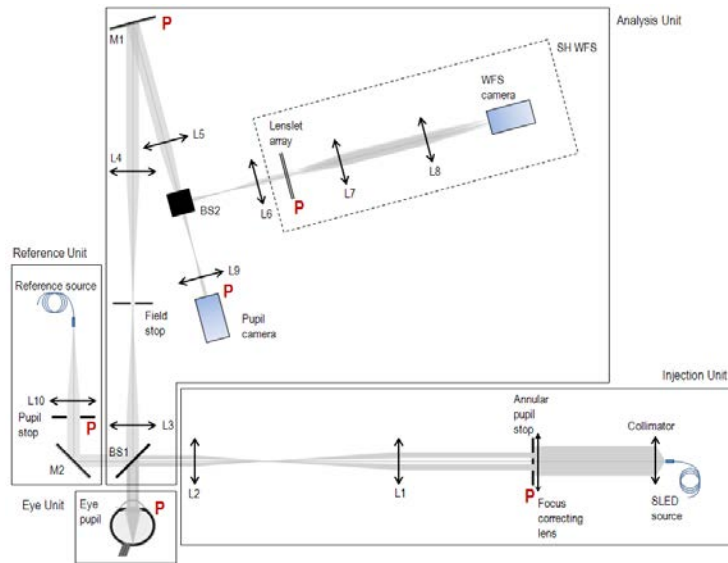 M1
P
Analysis Unit
SH WFS
WFS
camera
Lenslet
array
L5
L4
L8
L7
BS2
L6
P
Reference Unit
Reference source
L9
P
Field
stop
Pupil
camera
Injection Unit
L10
Pupil
stop
P
L3
Annular
pupil
stop
Collimator
BS1
M2
L2
L1
P
Focus
correcting
lens
SLED
source
Eye Unit
Eye
pupil
P